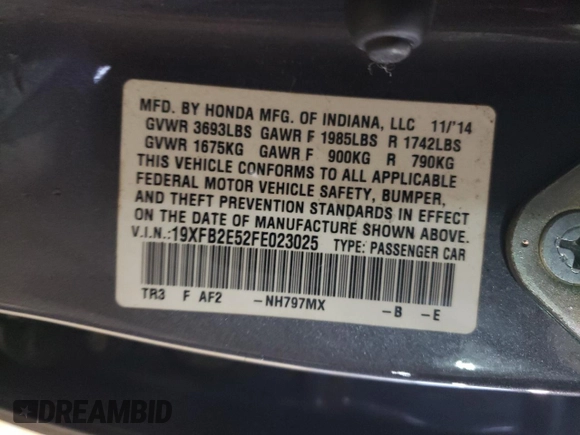 MFD. BY HONDA MFG. OF INDIANA, LLC 11/'14
GVWR 3693LBS GAWR F 1985LBS R 1742LBS
GVWR 1675KG GAWR F 900KG R 790KG
THIS VEHICLE CONFORMS TO ALL APPLICABLE
FEDERAL MOTOR VEHICLE SAFETY, BUMPER,
AND THEFT PREVENTION STANDARDS IN EFFECT
ON THE DATE OF MANUFACTURE SHOWN ABOVE.
V.I.N.:19XFB2E52FE023025 TYPE: PASSENGER CAR
TR3 F AF2 -NH797MX -B -E
DREAMBID